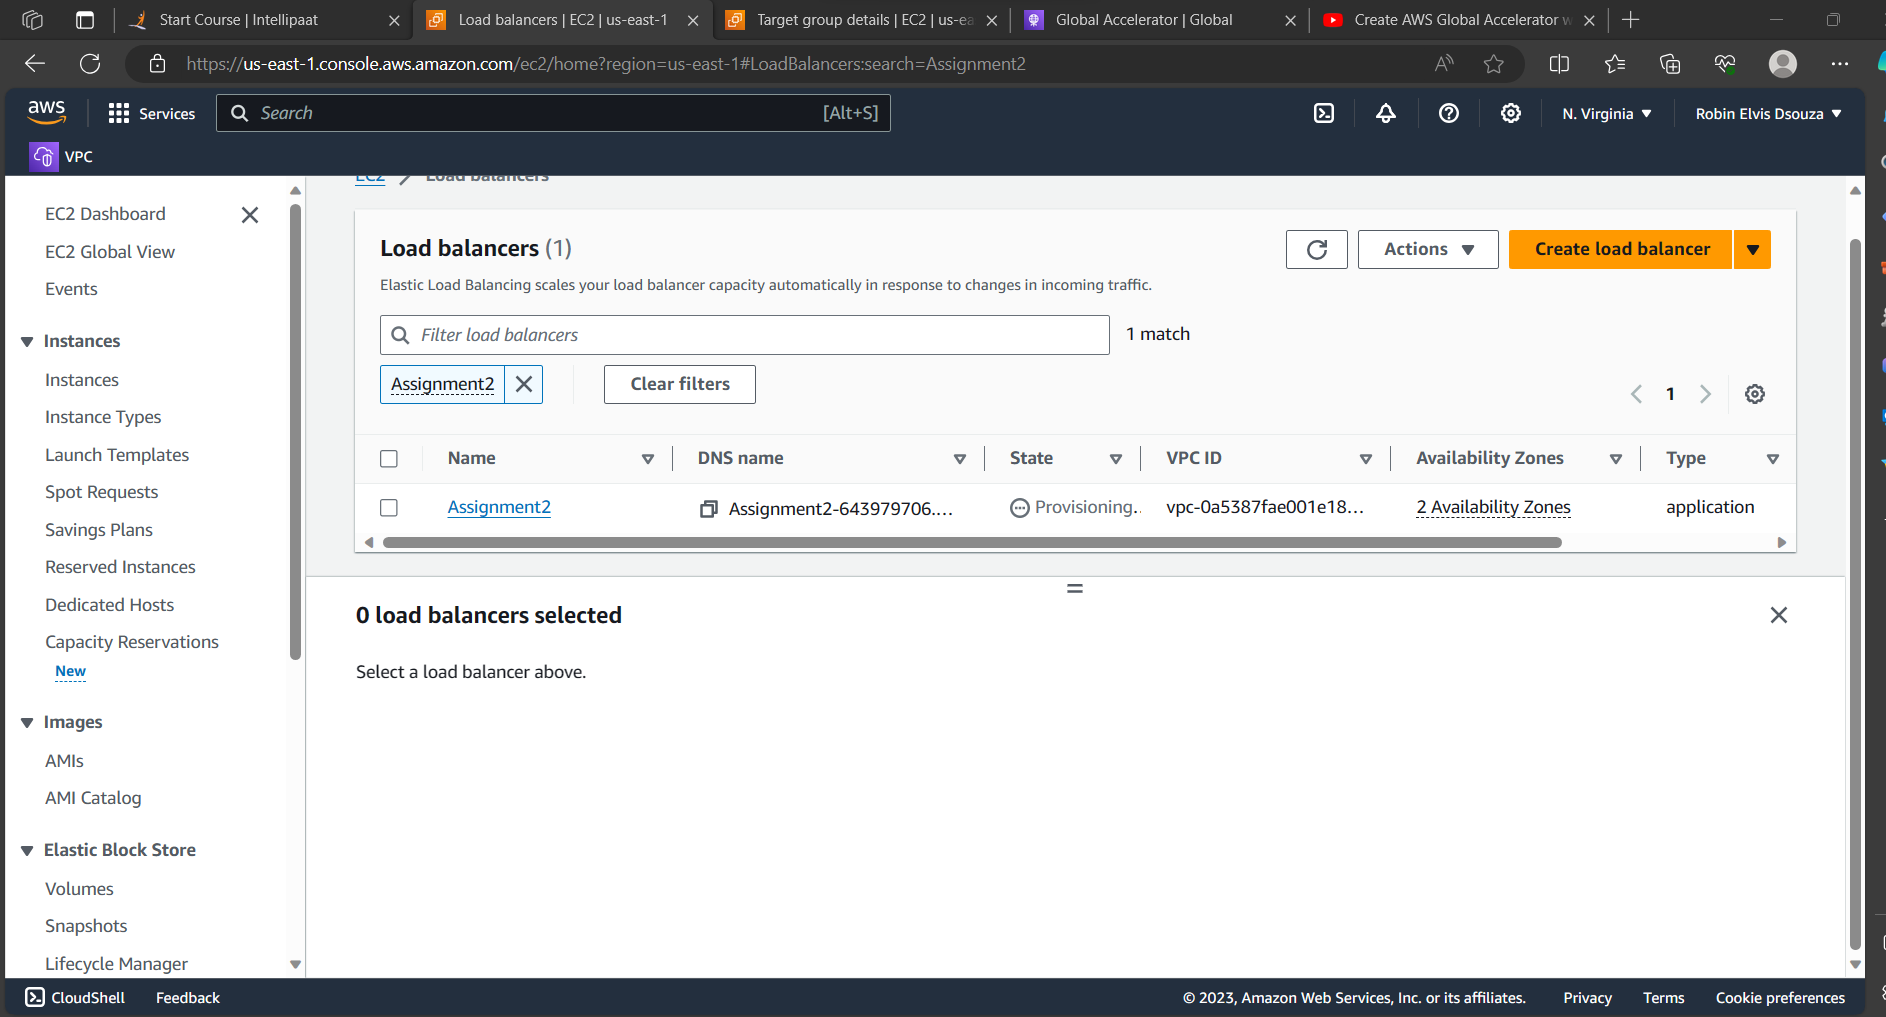 Start Course | Intellipaat
Load balancers | EC2 | us-east-1
Target group details | EC2 | us-ea
Global Accelerator | Global
Create AWS Global Accelerator w
https://us-east-1.console.aws.amazon.com/ec2/home?region=us-east-1#LoadBalancers:search=Assignment2
aws
Services
Search
[Alt+S]
N. Virginia
Robin Elvis Dsouza
VPC
EC2 Dashboard
EC2 Global View
Events
Instances
Instances
Instance Types
Launch Templates
Spot Requests
Savings Plans
Reserved Instances
Dedicated Hosts
Capacity Reservations
New
Images
AMIs
AMI Catalog
Elastic Block Store
Volumes
Snapshots
Lifecycle Manager
EC2 Load balancers
Load balancers (1)
Actions
Create load balancer
Elastic Load Balancing scales your load balancer capacity automatically in response to changes in incoming traffic.
Filter load balancers
1 match
Assignment2
Clear filters
1
Name DNS name State VPC ID Availability Zones Type
Assignment2 Assignment2-643979706.... Provisioning.. vpc-0a5387fae001e18... 2 Availability Zones application
0 load balancers selected
Select a load balancer above.
CloudShell Feedback © 2023, Amazon Web Services, Inc. or its affiliates. Privacy Terms Cookie preferences